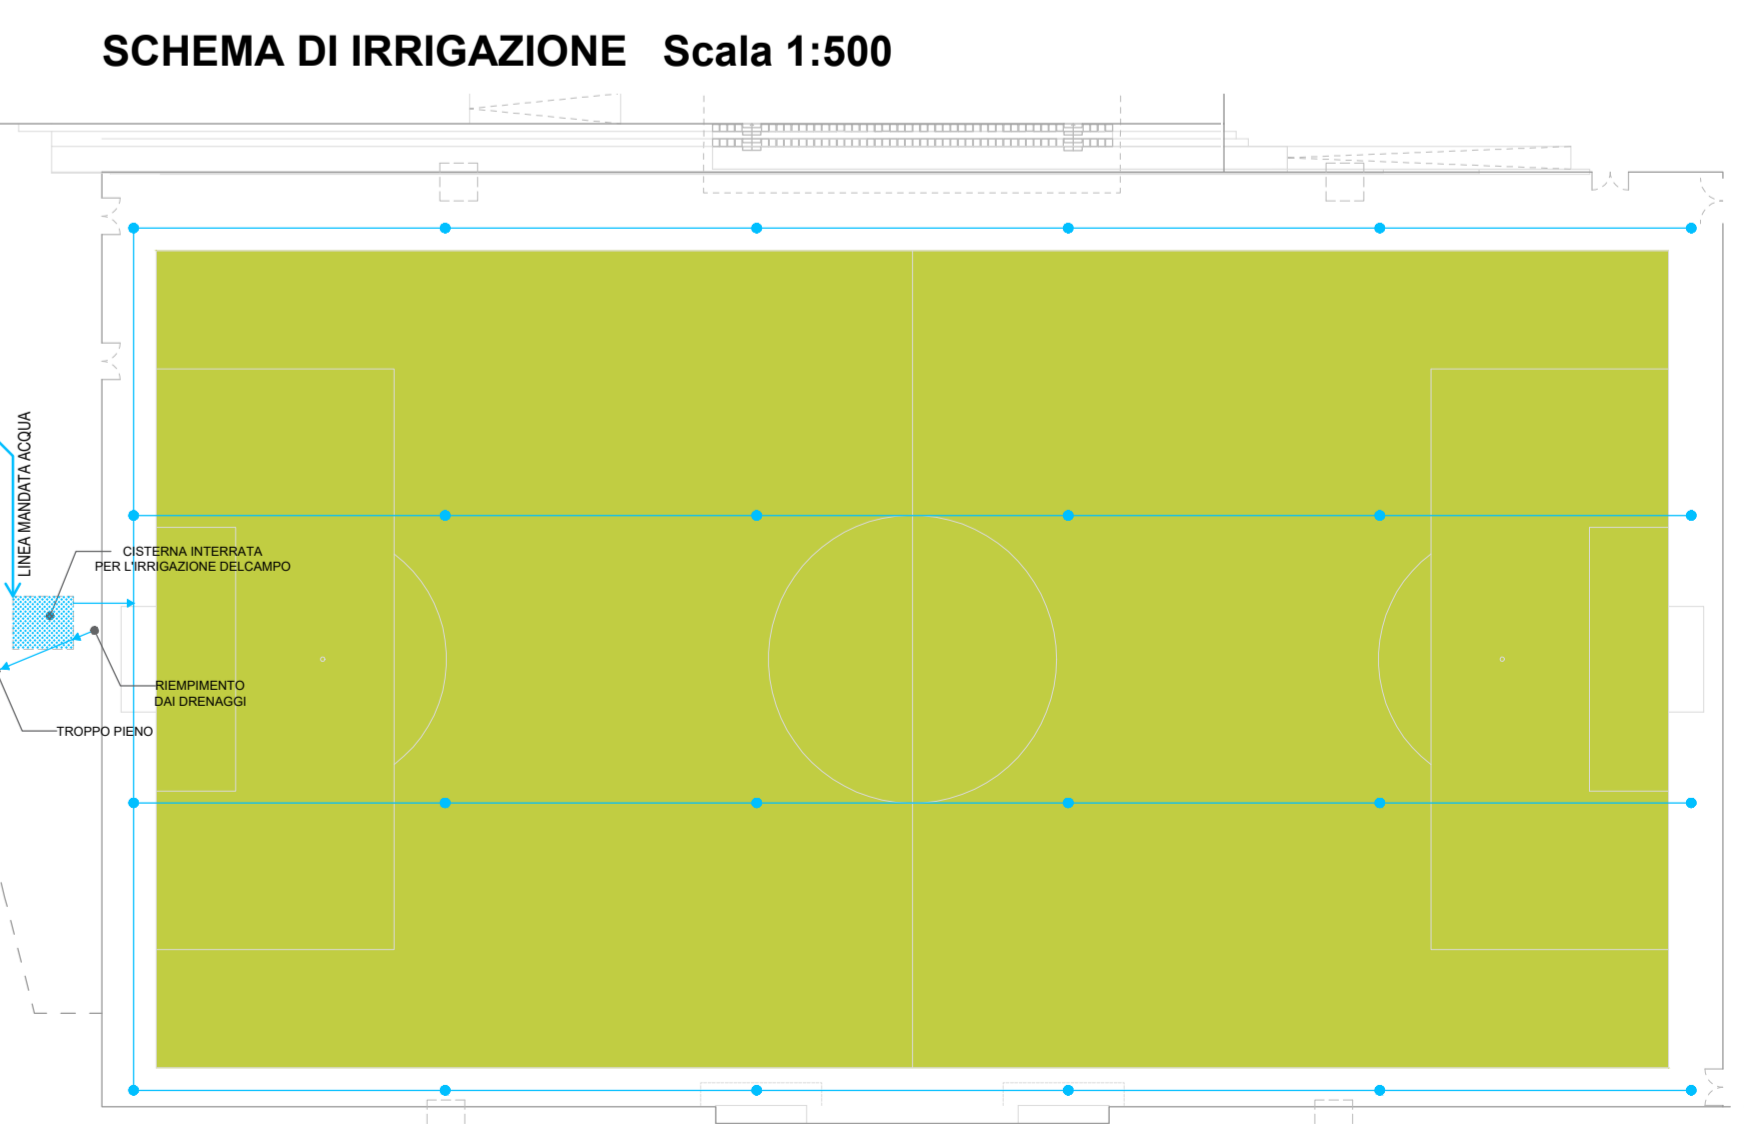 SCHEMA DI IRRIGAZIONE Scala 1:500
LINEA MANDATA ACQUA
CISTERNA INTERRATA
PER L'IRRIGAZIONE DELCAMPO
RIEMPIMENTO
DAI DRENAGGI
TROPPO PIENO